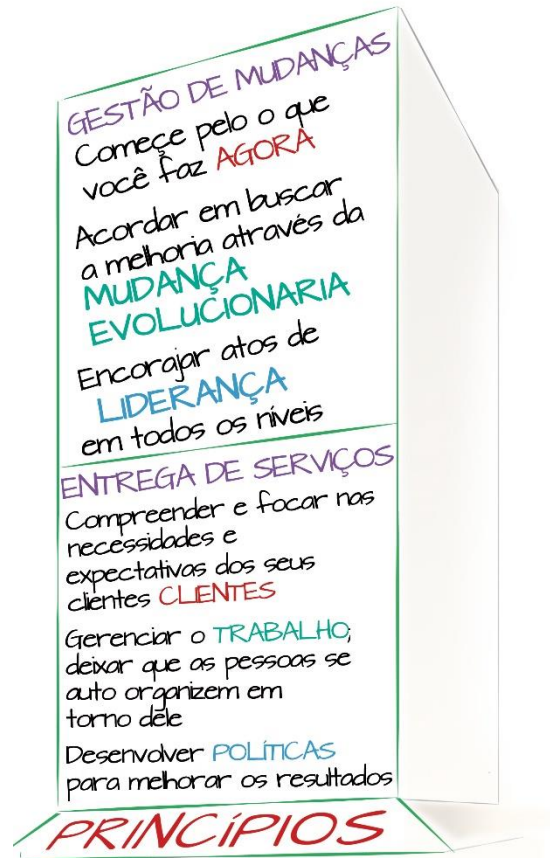 GESTÃO DE MUDANÇAS
Começe pelo o que
você faz AGORA
Acordar em buscar
a melhoria através da
MUDANÇA
EVOLUCIONARIA
Encorajar atos de
LIDERANÇA
em todos os níveis
ENTREGA DE SERVIÇOS
Compreender e focar nas
necessidades e
expectativas dos seus
clientes CLIENTES
Gerenciar o TRABALHO;
deixar que as pessoas se
auto organizem em
torno dele
Desenvolver POLÍTICAS
para melhorar os resultados
PRINCÍPIOS